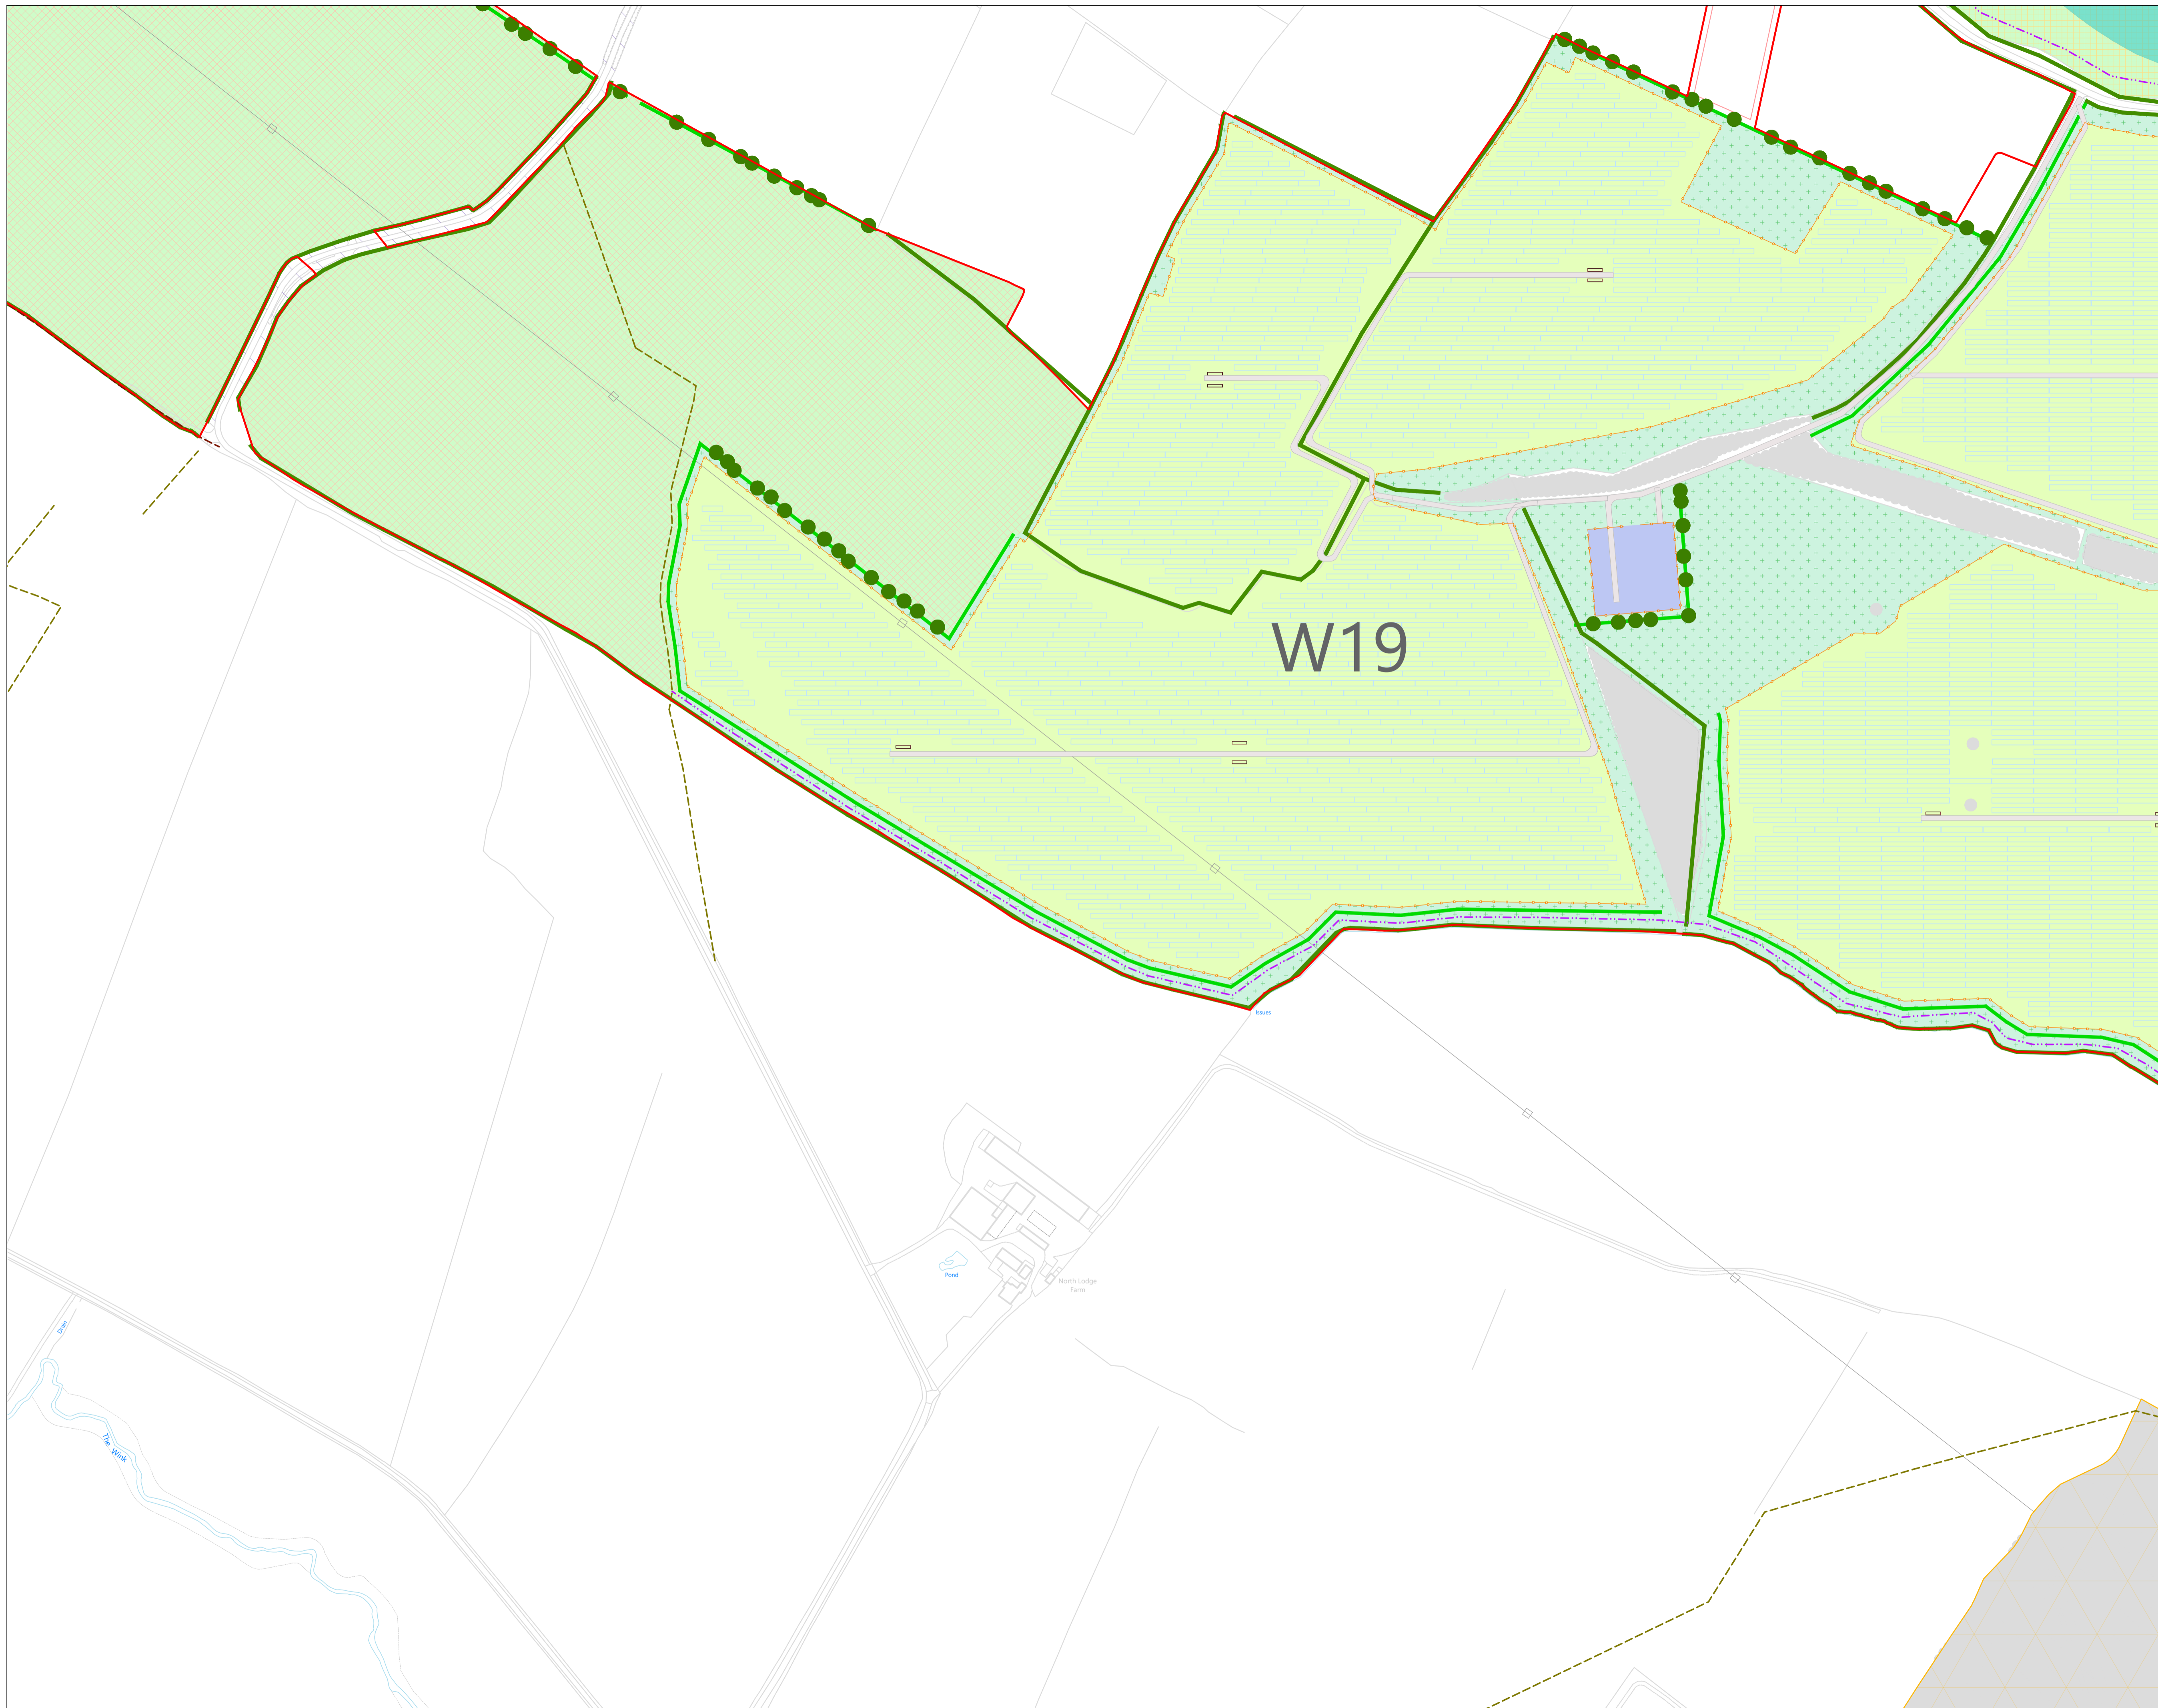 W19
Issues
Pond
North Lodge
Farm
Drain
The Wink